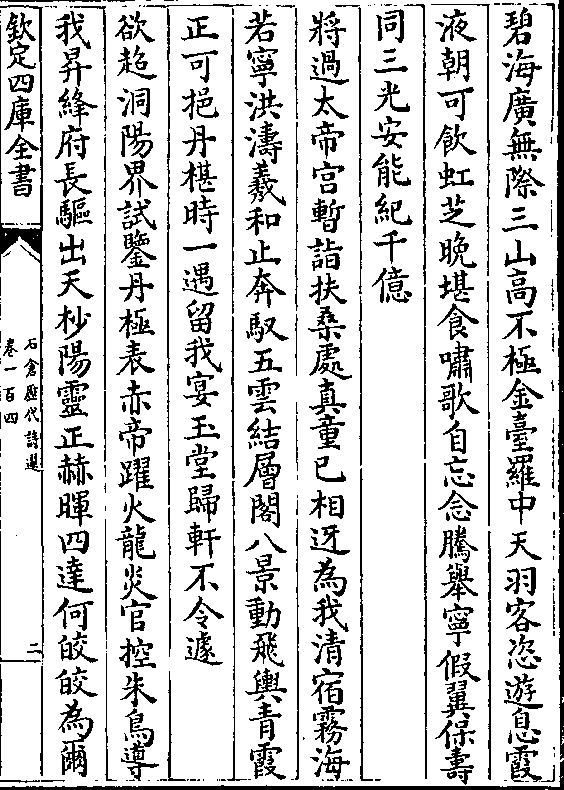 碧海廣無際三山高不極金臺羅中天羽客恣遊息霞
液朝可飲虹芝晚堪食嘯歌自忘念騰舉寧假翼保壽
同三光安能紀千億
將過太帝宮暫詣扶桑處真童已相迓為我清宿霧海
若寧洪濤羲和止奔馭五雲結層閣八景動飛輿青霞
正可挹丹椹時一遇留我宴玉堂歸軒不令遽
欲超洞陽界試鑒丹極表赤帝躍火龍炎官控朱鳥導
我昇絳府長驅出天杪陽靈正赫暉四達何皎皎為爾
欽定四庫全書
石倉歷代詩選
卷一百四
二